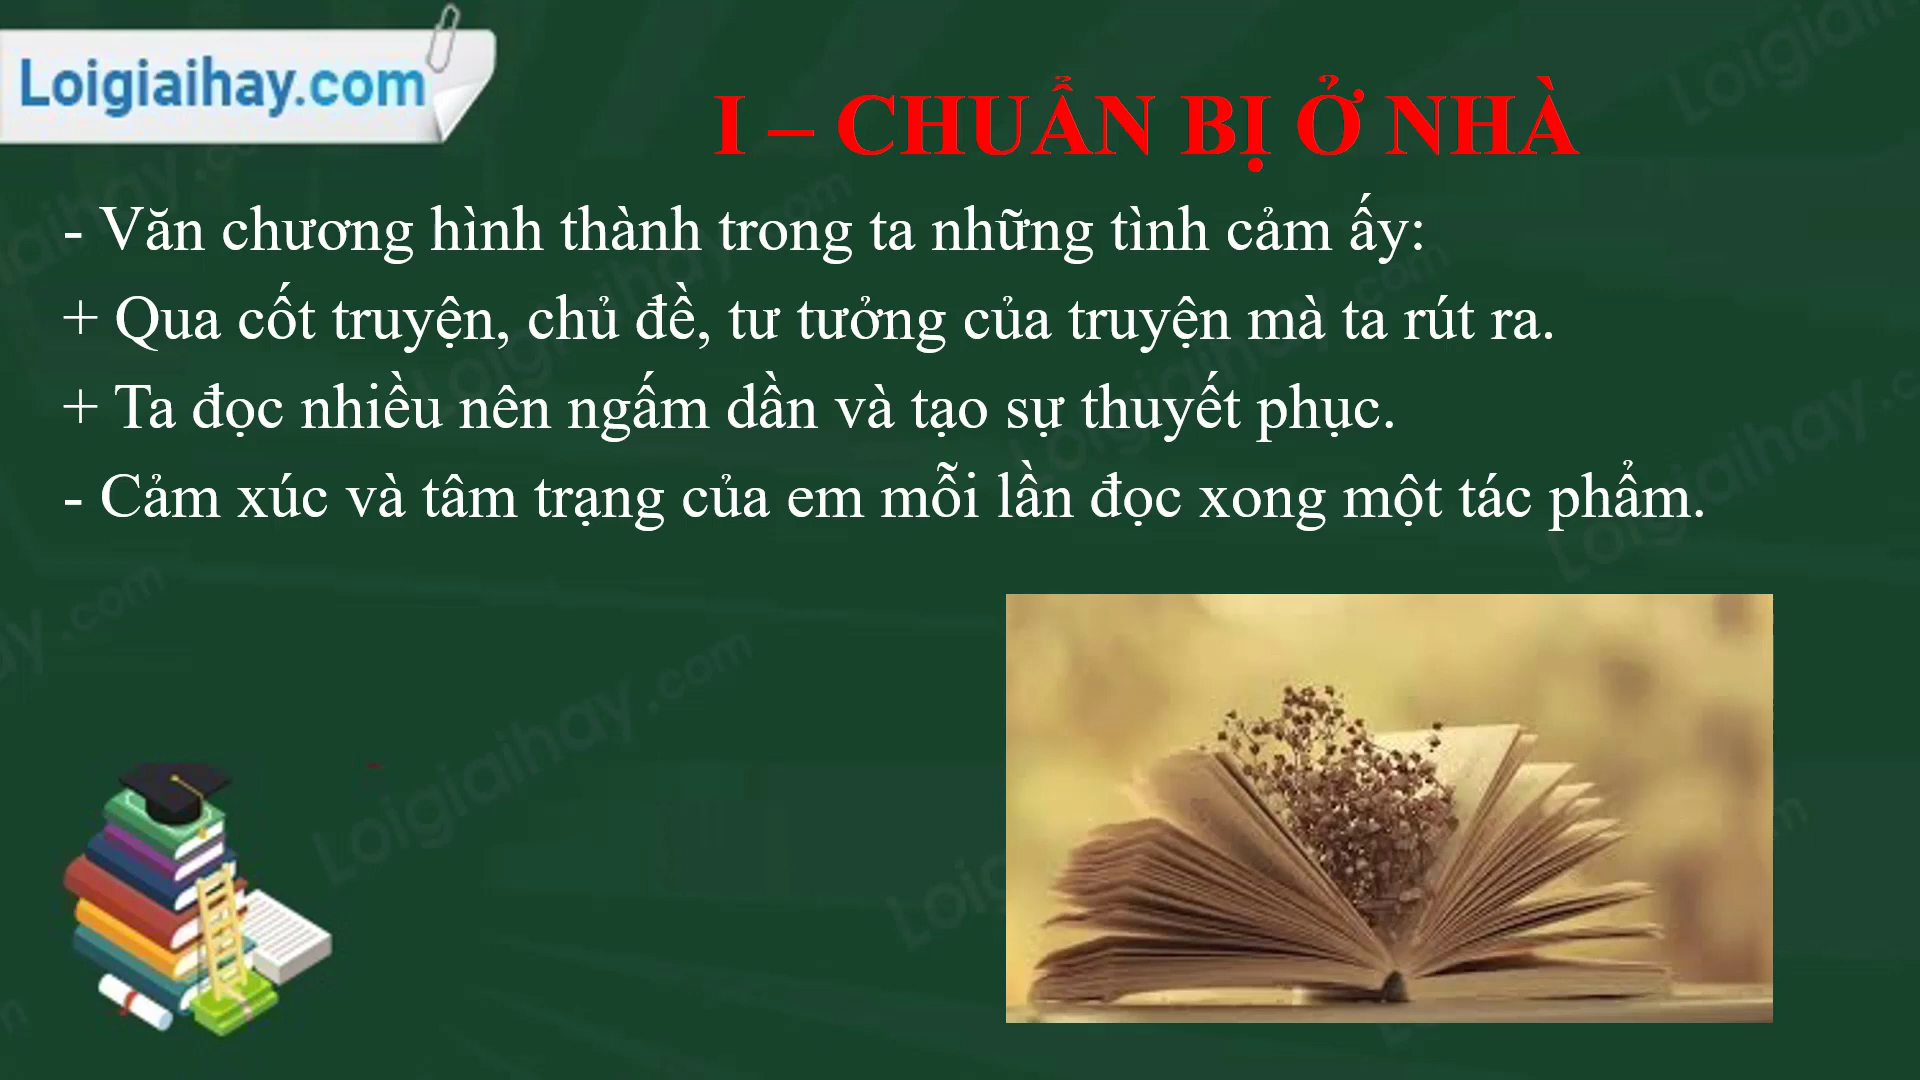 Loigiaihay.com
I – CHUẨN BỊ Ở NHÀ
- Văn chương hình thành trong ta những tình cảm ấy:
+ Qua cốt truyện, chủ đề, tư tưởng của truyện mà ta rút ra.
+ Ta đọc nhiều nên ngấm dần và tạo sự thuyết phục.
- Cảm xúc và tâm trạng của em mỗi lần đọc xong một tác phẩm.